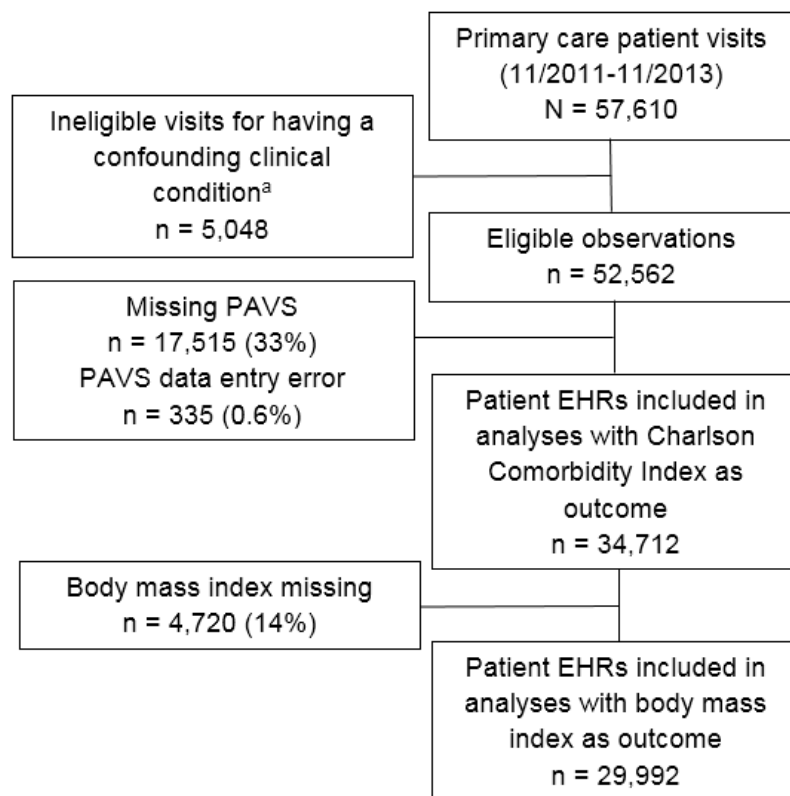 Primary care patient visits
(11/2011-11/2013)
N = 57,610
Ineligible visits for having a
confounding clinical
conditionᵃ
n = 5,048
Eligible observations
n = 52,562
Missing PAVS
n = 17,515 (33%)
PAVS data entry error
n = 335 (0.6%)
Patient EHRs included in
analyses with Charlson
Comorbidity Index as
outcome
n = 34,712
Body mass index missing
n = 4,720 (14%)
Patient EHRs included in
analyses with body mass
index as outcome
n = 29,992